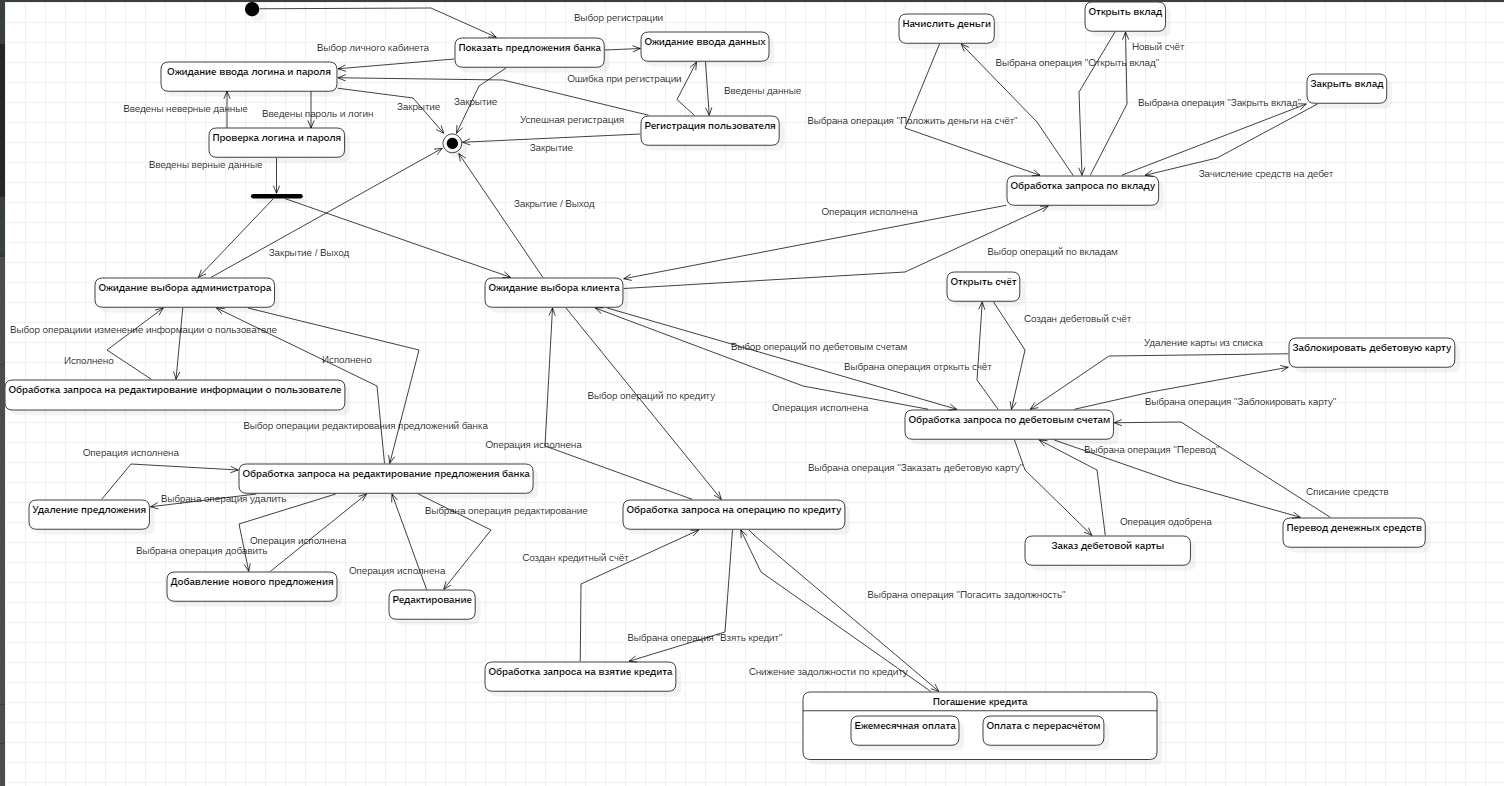 Выбор регистрации
Начислить деньги
Открыть вклад
Выбор личного кабинета
Показать предложения банка
Ожидание ввода данных
Новый счёт
Выбрана операция "Открыть вклад"
Ожидание ввода логина и пароля
Ошибка при регистрации
Введены данные
Закрыть вклад
Закрытие
Закрытие
Выбрана операция "Закрыть вклад"
Введены неверные данные
Введены пароль и логин
Успешная регистрация
Регистрация пользователя
Выбрана операция "Положить деньги на счёт"
Проверка логина и пароля
Закрытие
Введены верные данные
Зачисление средств на дебет
Обработка запроса по вкладу
Закрытие / Выход
Операция исполнена
Закрытие / Выход
Выбор операций по вкладам
Ожидание выбора администратора
Ожидание выбора клиента
Открыть счёт
Создан дебетовый счёт
Выбор операциии изменение информации о пользователе
Исполнено
Исполнено
Выбор операций по дебетовым счетам
Удаление карты из списка
Заблокировать дебетовую карту
Выбрана операция отркыть счёт
Обработка запроса на редактирование информации о пользователе
Выбор операций по кредиту
Операция исполнена
Выбрана операция "Заблокировать карту"
Обработка запроса по дебетовым счетам
Выбор операции редактирования предложений банка
Операция исполнена
Операция исполнена
Выбрана операция "Перевод"
Выбрана операция "Заказать дебетовую карту"
Обработка запроса на редактирование предложения банка
Выбрана операция удалить
Списание средств
Удаление предложения
Выбрана операция редактирование
Обработка запроса на операцию по кредиту
Операция одобрена
Перевод денежных средств
Операция исполнена
Выбрана операция добавить
Заказ дебетовой карты
Создан кредитный счёт
Операция исполнена
Добавление нового предложения
Редактирование
Выбрана операция "Погасить задолжность"
Выбрана операция "Взять кредит"
Обработка запроса на взятие кредита
Снижение задолжности по кредиту
Погашение кредита
Ежемесячная оплата
Оплата с перерасчётом